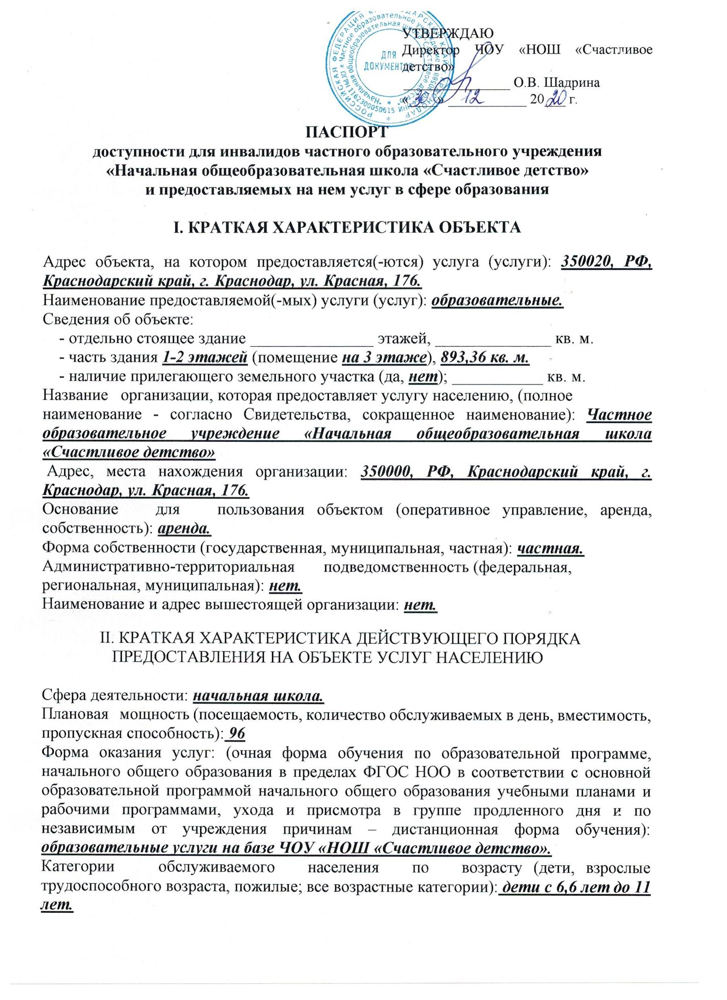 УТВЕРЖДАЮ
Директор ЧОУ «НОШ «Счастливое
детство»
ДЛЯ
ДОКУМЕНТОВ
______________ О.В. Шадрина
«____» 12 2020 г.
ПАСПОРТ
доступности для инвалидов частного образовательного учреждения
«Начальная общеобразовательная школа «Счастливое детство»
и предоставляемых на нем услуг в сфере образования
I. КРАТКАЯ ХАРАКТЕРИСТИКА ОБЪЕКТА
Адрес объекта, на котором предоставляется(-ются) услуга (услуги): 350020, РФ,
Краснодарский край, г. Краснодар, ул. Красная, 176.
Наименование предоставляемой(-мых) услуги (услуг): образовательные.
Сведения об объекте:
- отдельно стоящее здание ________________ этажей, _______________ кв. м.
- часть здания 1-2 этажей (помещение на 3 этаже), 893,36 кв. м.
- наличие прилегающего земельного участка (да, нет); ____________ кв. м.
Название организации, которая предоставляет услугу населению, (полное
наименование - согласно Свидетельства, сокращенное наименование): Частное
образовательное учреждение «Начальная общеобразовательная школа
«Счастливое детство»
Адрес, места нахождения организации: 350000, РФ, Краснодарский край, г.
Краснодар, ул. Красная, 176.
Основание для пользования объектом (оперативное управление, аренда,
собственность): аренда.
Форма собственности (государственная, муниципальная, частная): частная.
Административно-территориальная подведомственность (федеральная,
региональная, муниципальная): нет.
Наименование и адрес вышестоящей организации: нет.
II. КРАТКАЯ ХАРАКТЕРИСТИКА ДЕЙСТВУЮЩЕГО ПОРЯДКА
ПРЕДОСТАВЛЕНИЯ НА ОБЪЕКТЕ УСЛУГ НАСЕЛЕНИЮ
Сфера деятельности: начальная школа.
Плановая мощность (посещаемость, количество обслуживаемых в день, вместимость,
пропускная способность): 96
Форма оказания услуг: (очная форма обучения по образовательной программе,
начального общего образования в пределах ФГОС НОО в соответствии с основной
образовательной программой начального общего образования учебными планами и
рабочими программами, ухода и присмотра в группе продленного дня и по
независимым от учреждения причинам – дистанционная форма обучения):
образовательные услуги на базе ЧОУ «НОШ «Счастливое детство».
Категории обслуживаемого населения по возрасту (дети, взрослые
трудоспособного возраста, пожилые; все возрастные категории): дети с 6,6 лет до 11
лет.